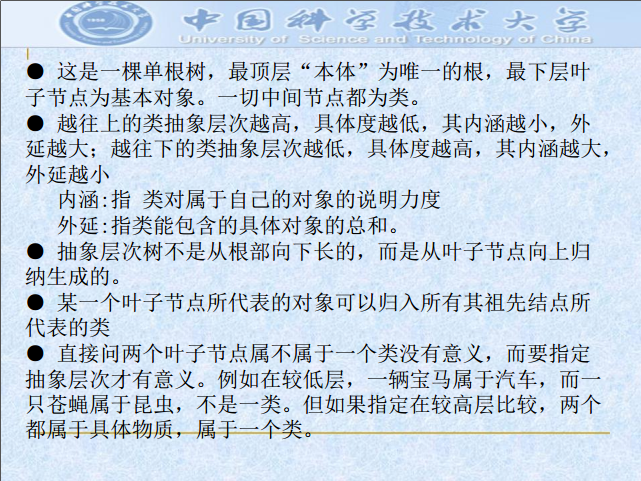 中国科学技术大学
University of Science and Technology of China
● 这是一棵单根树，最顶层“本体”为唯一的根，最下层叶
子节点为基本对象。一切中间节点都为类。
● 越往上的类抽象层次越高，具体度越低，其内涵越小，外
延越大；越往下的类抽象层次越低，具体度越高，其内涵越大，
外延越小
内涵:指 类对属于自己的对象的说明力度
外延:指类能包含的具体对象的总和。
● 抽象层次树不是从根部向下长的，而是从叶子节点向上归
纳生成的。
● 某一个叶子节点所代表的对象可以归入所有其祖先结点所
代表的类
● 直接问两个叶子节点属不属于一个类没有意义，而要指定
抽象层次才有意义。例如在较低层，一辆宝马属于汽车，而一
只苍蝇属于昆虫，不是一类。但如果指定在较高层比较，两个
都属于具体物质，属于一个类。